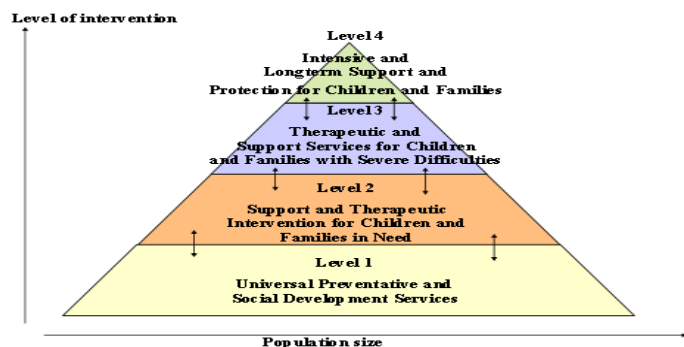 Level of intervention
Level 4
Intensive and
Longterm Support and
Protection for Children and Families
Level 3
Therapeutic and
Support Services for Children
and Families with Severe Difficulties
Level 2
Support and Therapeutic
Intervention for Children and
Families in Need
Level 1
Universal Preventative and
Social Development Services
Population size